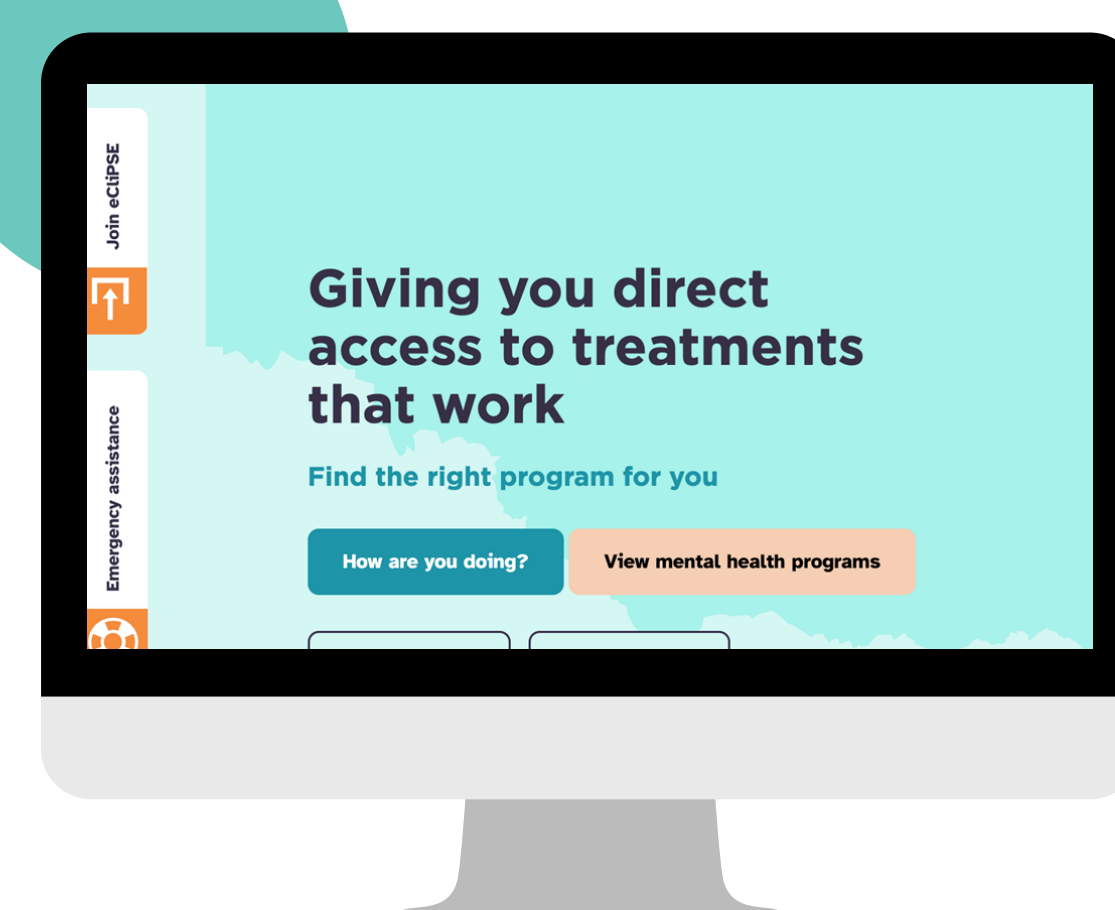 Join eCliPSE
Emergency assistance
Giving you direct
access to treatments
that work
Find the right program for you
How are you doing?
View mental health programs